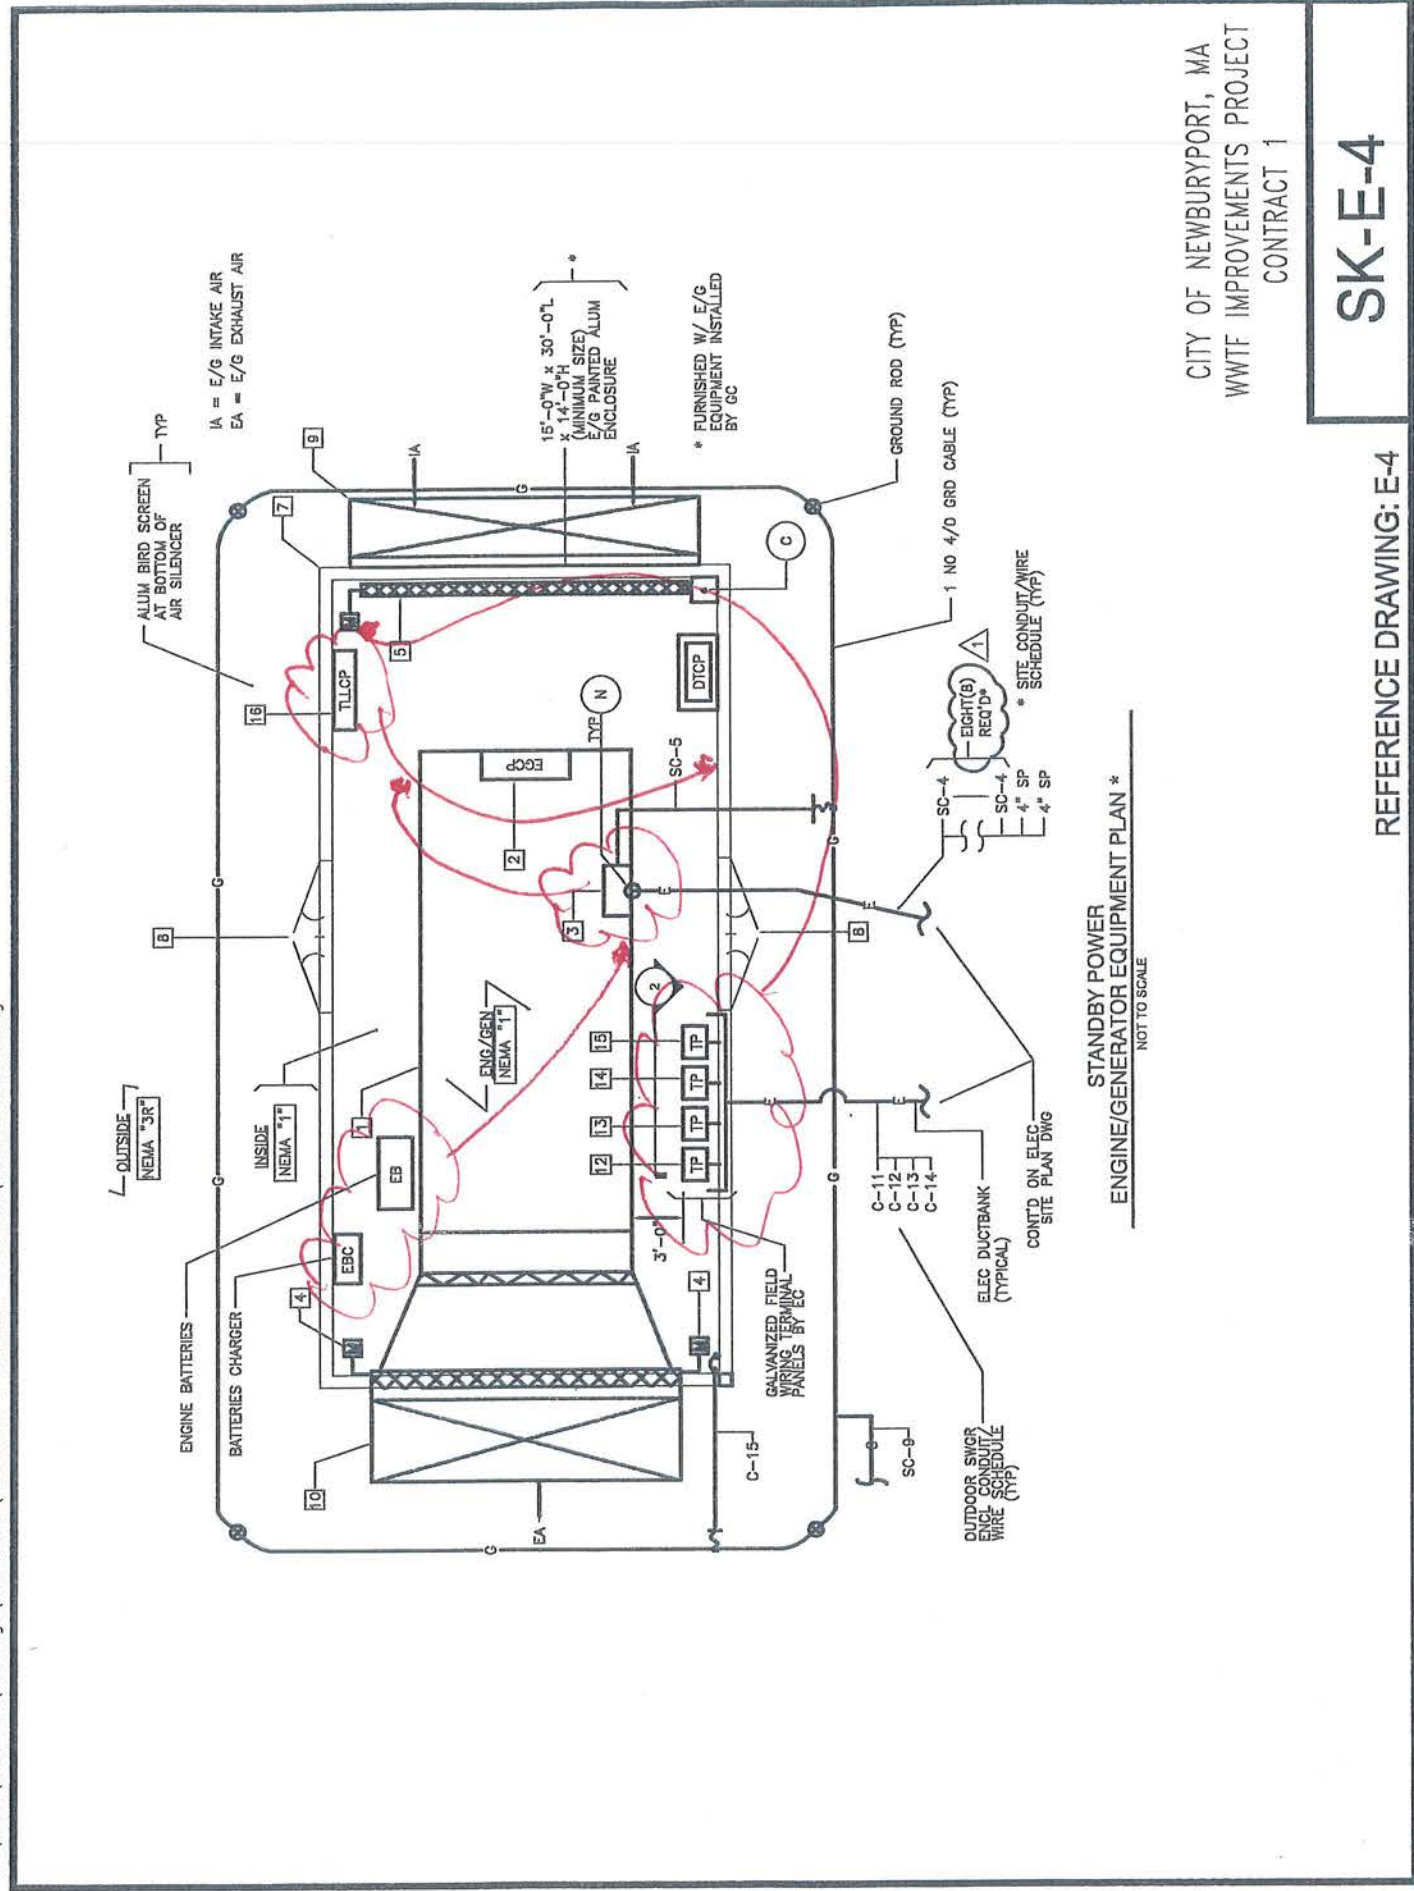 OUTSIDE
NEMA "3R"
ENGINE BATTERIES
BATTERIES CHARGER
INSIDE
NEMA "1"
8
ALUM BIRD SCREEN
AT BOTTOM OF
AIR SILENCER
TYP
IA = E/G INTAKE AIR
EA = E/G EXHAUST AIR
16
7
9
10
4
M
EBC
EB
1
TLLCP
M
5
G
G
G
G
G
G
IA
IA
15'-0"W x 30'-0"L
x 14'-0"H
(MINIMUM SIZE)
E/G PAINTED ALUM
ENCLOSURE
*
* FURNISHED W/ E/G
EQUIPMENT INSTALLED
BY GC
ENG/GEN
NEMA "1"
EGCP
2
3
TYP
N
DTCP
C
SC-5
EA
4
M
3'-0"
12
13
14
15
TP
TP
TP
TP
2
8
E
E
E
E
GALVANIZED FIELD
WIRING TERMINAL
PANELS BY EC
C-15
SC-9
G
C-11
C-12
C-13
C-14
OUTDOOR SWGR
ENCL CONDUIT/
WIRE SCHEDULE
(TYP)
ELEC DUCTBANK
(TYPICAL)
CONT'D ON ELEC
SITE PLAN DWG
SC-4
SC-4
4" SP
4" SP
EIGHT(8)
REQ'D*
1
* SITE CONDUIT/WIRE
SCHEDULE (TYP)
1 NO 4/0 GRD CABLE (TYP)
GROUND ROD (TYP)
STANDBY POWER
ENGINE/GENERATOR EQUIPMENT PLAN *
NOT TO SCALE
CITY OF NEWBURYPORT, MA
WWTF IMPROVEMENTS PROJECT
CONTRACT 1
REFERENCE DRAWING: E-4
SK-E-4